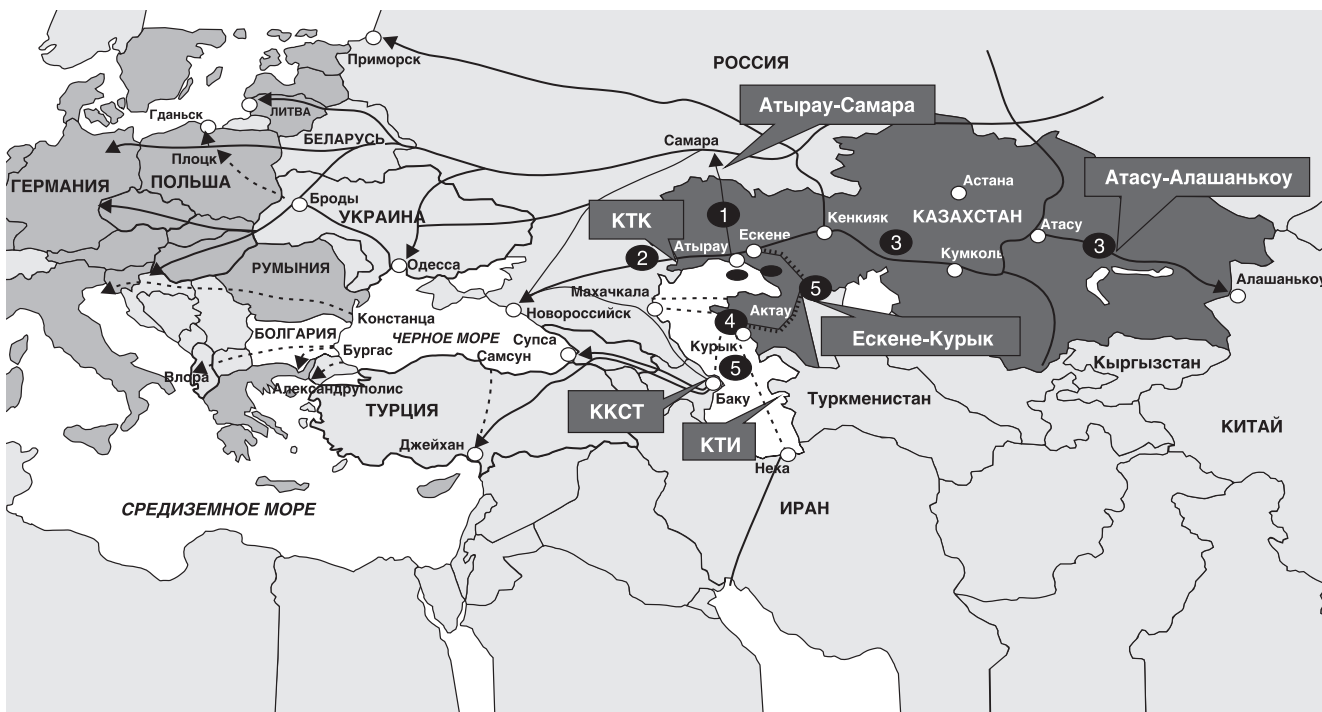 Приморск
РОССИЯ
Атырау-Самара
ЛИТВА
Гданьск
БЕЛАРУСЬ
Самара
Плоцк
ГЕРМАНИЯ
ПОЛЬША
Астана
Атасу-Алашанькоу
Броды
УКРАИНА
КТК
1
Ескене
Кенкияк
КАЗАХСТАН
Атасу
Атырау
2
3
3
Кумколь
РУМЫНИЯ
Одесса
Алашанькоу
Махачкала
5
Констанца
Новороссийск
Актау
4
БОЛГАРИЯ
ЧЕРНОЕ МОРЕ
Супса
Курык
Ескене-Курык
Бургас
Самсун
5
Кыргызстан
Влора
Александруполис
ККСТ
Баку
Туркменистан
ТУРЦИЯ
КТИ
КИТАЙ
Джейхан
Нека
СРЕДИЗЕМНОЕ МОРЕ
ИРАН